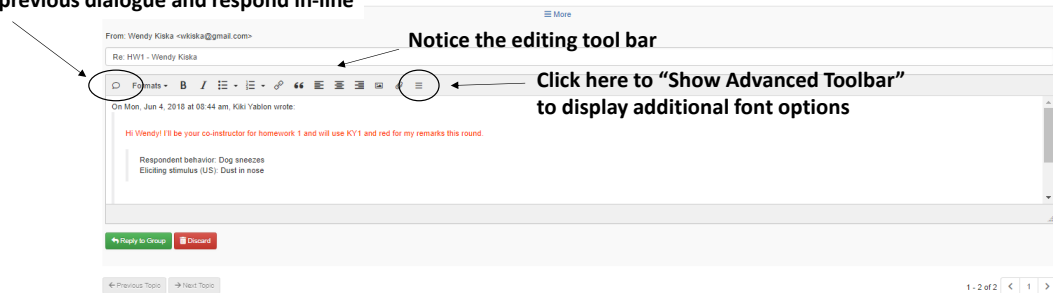 previous dialogue and respond in-line
More
From: Wendy Kiska <wkiska@gmail.com>
Notice the editing tool bar
Re: HW1 - Wendy Kiska
Formats
B I
Click here to “Show Advanced Toolbar”
to display additional font options
On Mon, Jun 4, 2018 at 08:44 am, Kiki Yablon wrote:
Hi Wendy! I'll be your co-instructor for homework 1 and will use KY1 and red for my remarks this round.
Respondent behavior: Dog sneezes
Eliciting stimulus (US): Dust in nose
Reply to Group
Discard
Previous Topic
Next Topic
1 - 2 of 2
1